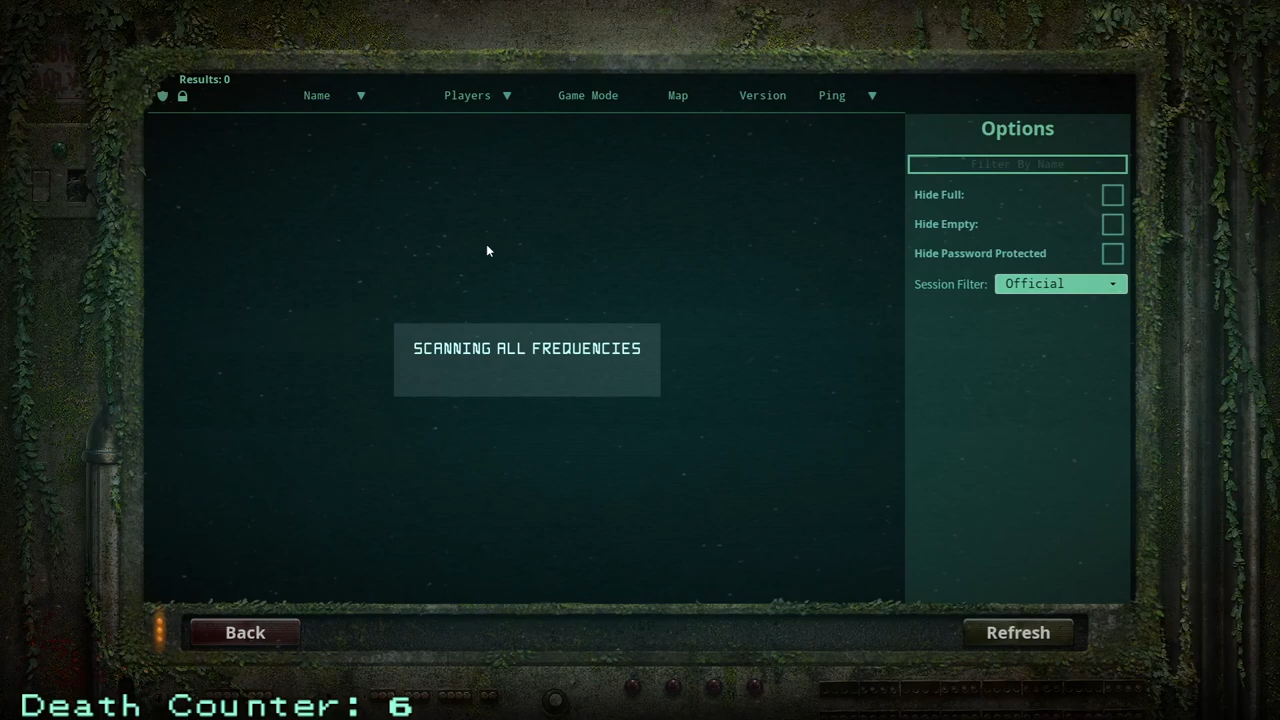 Results: 0
Name Players Game Mode Map Version Ping
Options
Filter By Name
Hide Full:
Hide Empty:
Hide Password Protected
Session Filter: Official
SCANNING ALL FREQUENCIES
Back Refresh
Death Counter: 6